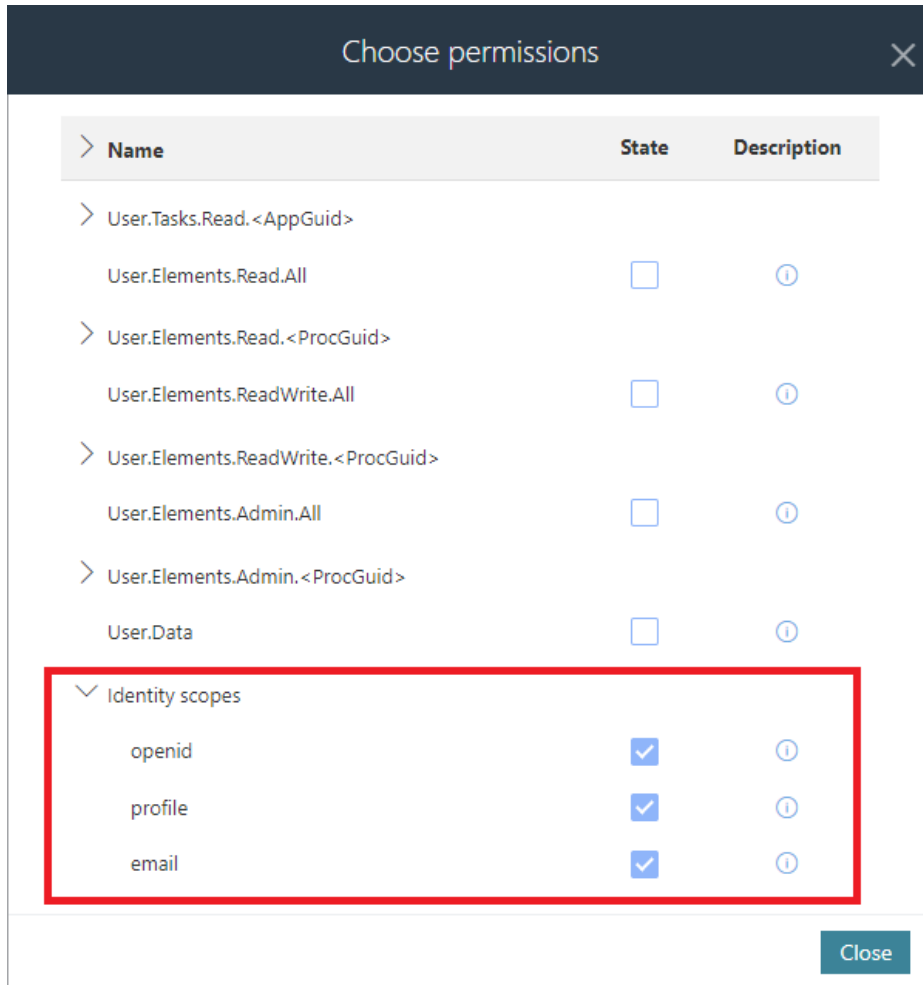 Choose permissions
Name State Description
User.Tasks.Read.<AppGuid>
User.Elements.Read.All
User.Elements.Read.<ProcGuid>
User.Elements.ReadWrite.All
User.Elements.ReadWrite.<ProcGuid>
User.Elements.Admin.All
User.Elements.Admin.<ProcGuid>
User.Data
Identity scopes
openid
profile
email
Close